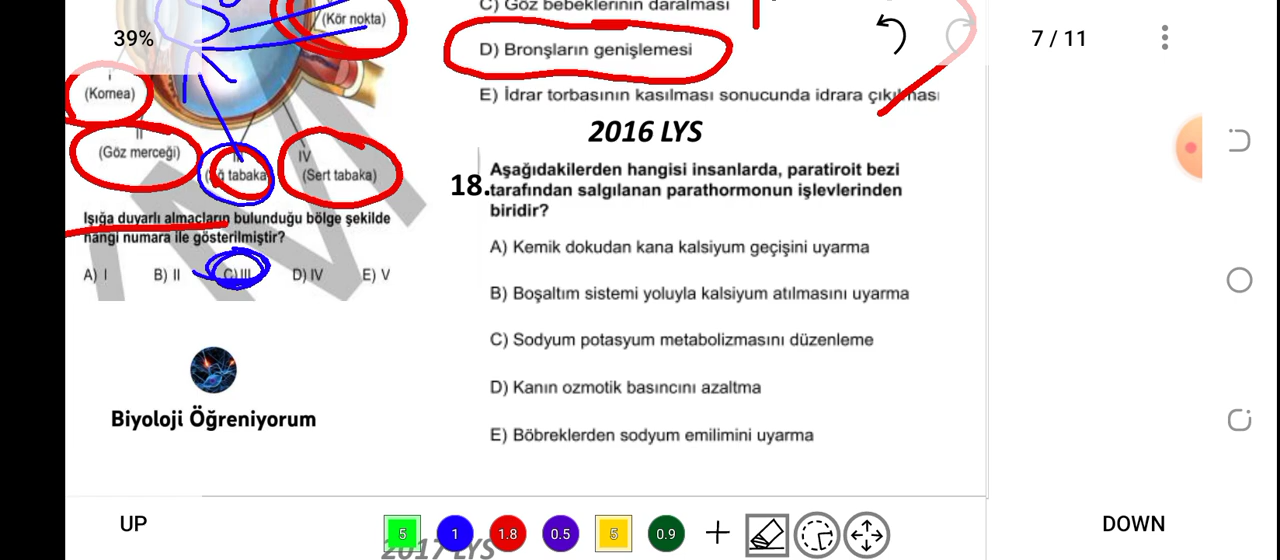 39%
(Kör nokta)
I
(Kornea)
II
(Göz merceği)
tabaka
IV
(Sert tabaka)
Işığa duyarlı almaçların bulunduğu bölge şekilde
hangi numara ile gösterilmiştir?
A) I B) II C) III D) IV E) V
Biyoloji Öğreniyorum
C) Göz bebeklerinin daralması
D) Bronşların genişlemesi
E) İdrar torbasının kasılması sonucunda idrara çıkılması
2016 LYS
18. Aşağıdakilerden hangisi insanlarda, paratiroit bezi
tarafından salgılanan parathormonun işlevlerinden
biridir?
A) Kemik dokudan kana kalsiyum geçişini uyarma
B) Boşaltım sistemi yoluyla kalsiyum atılmasını uyarma
C) Sodyum potasyum metabolizmasını düzenleme
D) Kanın ozmotik basıncını azaltma
E) Böbreklerden sodyum emilimini uyarma
7 / 11
UP
5 1 1.8 0.5 5 0.9
DOWN
2017 LYS